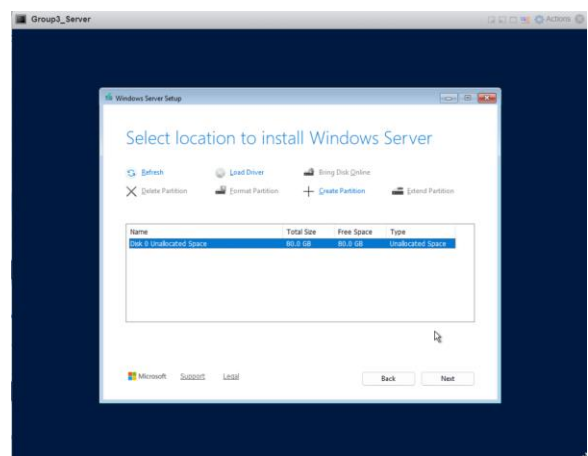 Group3_Server Actions
Windows Server Setup
Select location to install Windows Server
Refresh Load Driver Bring Disk Online
Delete Partition Format Partition Create Partition Extend Partition
Name Total Size Free Space Type
Disk 0 Unallocated Space 80.0 GB 80.0 GB Unallocated Space
Microsoft Support Legal Back Next